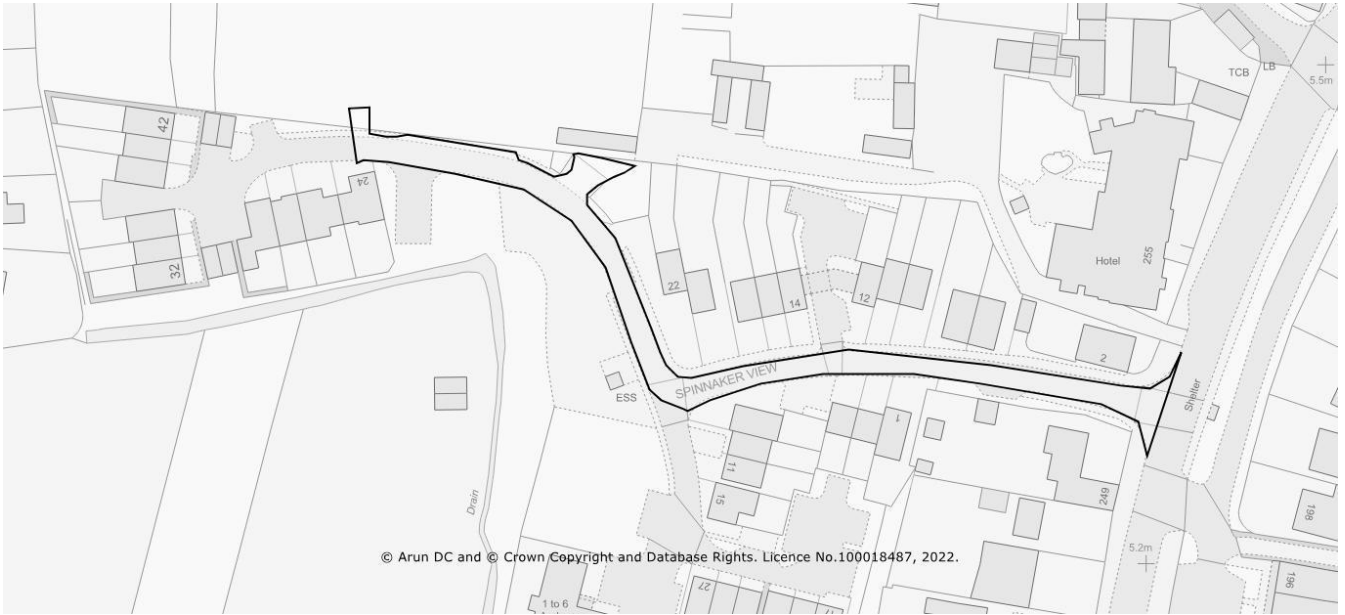 TCB
LB
5.5m
42
24
255
Hotel
32
22
14
12
2
SPINNAKER VIEW
Shelter
ESS
1
11
15
249
198
Drain
© Arun DC and © Crown Copyright and Database Rights. Licence No.100018487, 2022.
5.2m
27
196
1 to 6